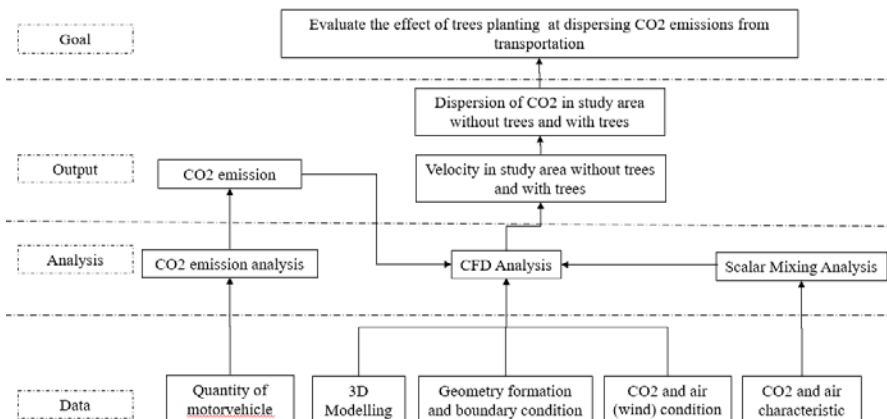 Goal
Evaluate the effect of trees planting at dispersing CO2 emissions from
transportation
Dispersion of CO2 in study area
without trees and with trees
Output
CO2 emission
Velocity in study area without trees
and with trees
Analysis
CO2 emission analysis
CFD Analysis
Scalar Mixing Analysis
Data
Quantity of
motorvehicle
3D
Modelling
Geometry formation
and boundary condition
CO2 and air
(wind) condition
CO2 and air
characteristic